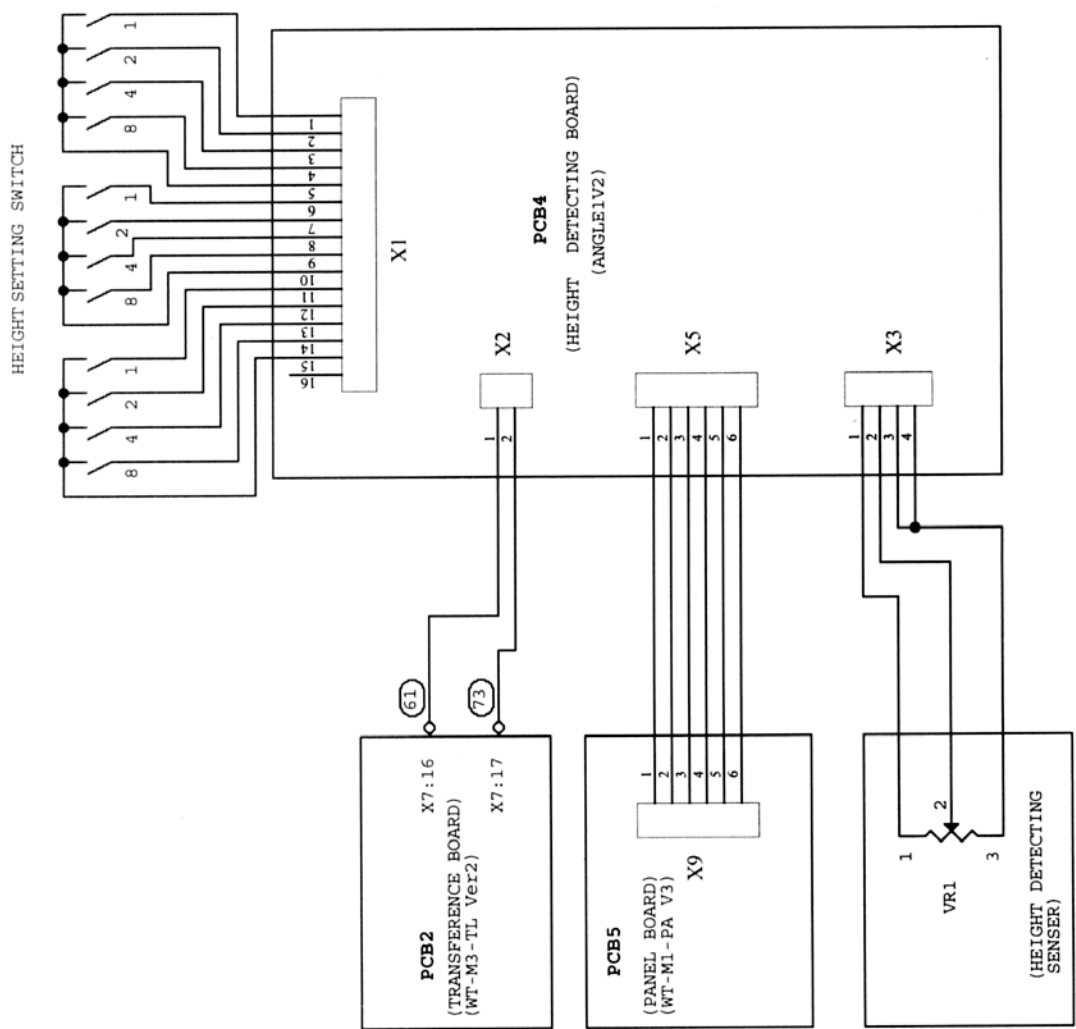 HEIGHT SETTING SWITCH
1
2
4
8
1
2
4
8
1
2
4
8
1
2
3
4
5
6
7
8
9
10
11
12
13
14
15
16
X1
PCB4
(HEIGHT DETECTING BOARD)
(ANGLE1V2)
X2
1
2
X5
1
2
3
4
5
6
X3
1
2
3
4
61
73
X7:16
X7:17
PCB2
(TRANSFERENCE BOARD)
(WT-M3-TL Ver2)
1
2
3
4
5
6
X9
PCB5
(PANEL BOARD)
(WT-M1-PA V3)
1
2
3
VR1
(HEIGHT DETECTING
SENSER)